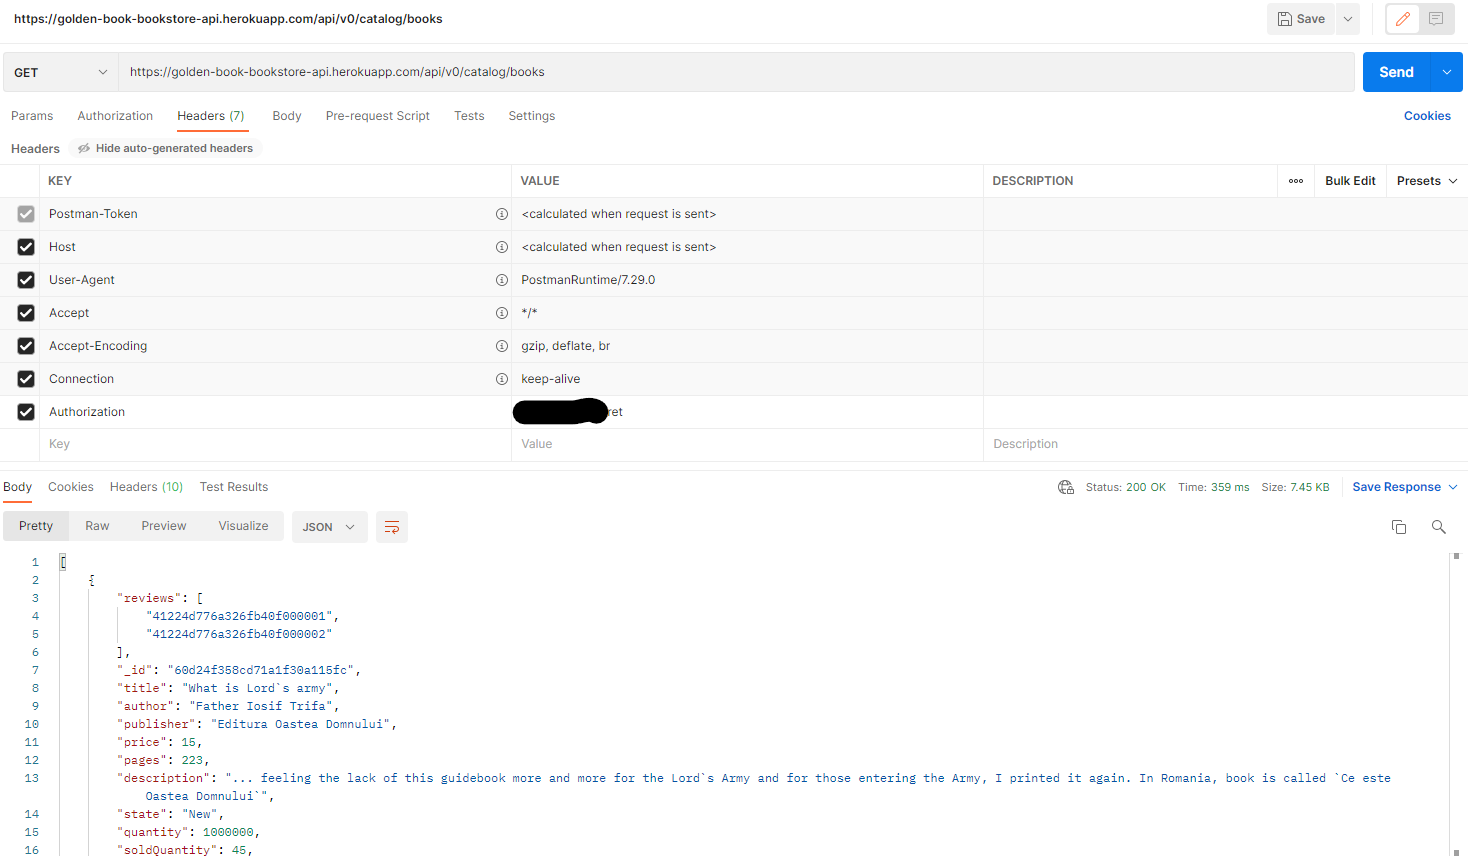 https://golden-book-bookstore-api.herokuapp.com/api/v0/catalog/books
Save
GET https://golden-book-bookstore-api.herokuapp.com/api/v0/catalog/books Send
Params Authorization Headers (7) Body Pre-request Script Tests Settings Cookies
Headers Hide auto-generated headers
KEY VALUE DESCRIPTION Bulk Edit Presets
Postman-Token <calculated when request is sent>
Host <calculated when request is sent>
User-Agent PostmanRuntime/7.29.0
Accept */*
Accept-Encoding gzip, deflate, br
Connection keep-alive
Authorization ret
Key Value Description
Body Cookies Headers (10) Test Results Status: 200 OK Time: 359 ms Size: 7.45 KB Save Response
Pretty Raw Preview Visualize JSON
1 [
2 {
3 "reviews": [
4 "41224d776a326fb40f000001",
5 "41224d776a326fb40f000002"
6 ],
7 "_id": "60d24f358cd71a1f30a115fc",
8 "title": "What is Lord`s army",
9 "author": "Father Iosif Trifa",
10 "publisher": "Editura Oastea Domnului",
11 "price": 15,
12 "pages": 223,
13 "description": "... feeling the lack of this guidebook more and more for the Lord`s Army and for those entering the Army, I printed it again. In Romania, book is called `Ce este
Oastea Domnului`",
14 "state": "New",
15 "quantity": 1000000,
16 "soldQuantity": 45,